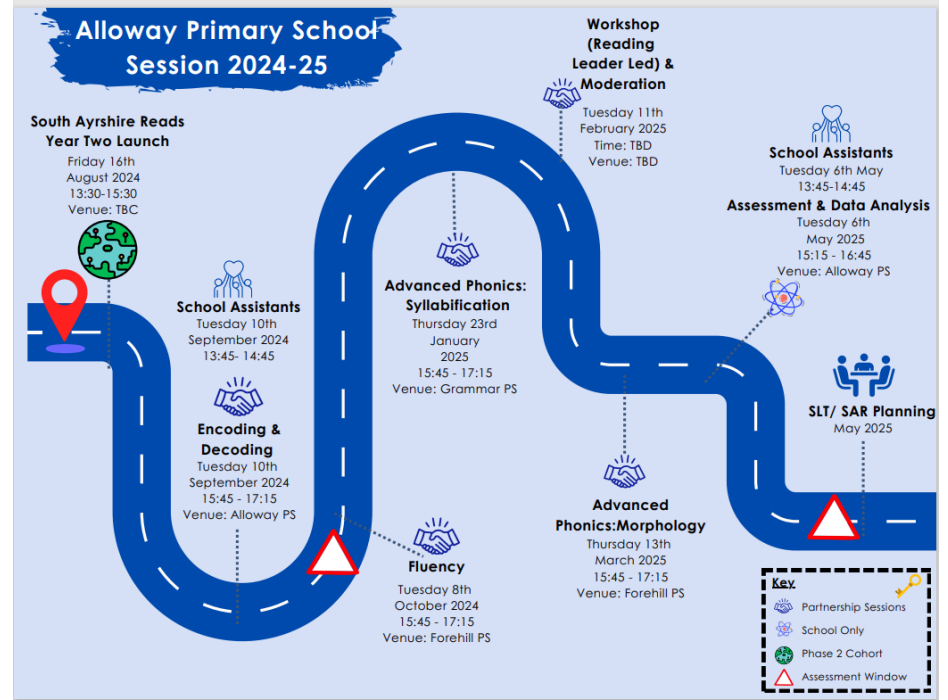 Alloway Primary School
Session 2024-25
South Ayrshire Reads
Year Two Launch
Friday 16th
August 2024
13:30-15:30
Venue: TBC
School Assistants
Tuesday 10th
September 2024
13:45- 14:45
Encoding &
Decoding
Tuesday 10th
September 2024
15:45 - 17:15
Venue: Alloway PS
Fluency
Tuesday 8th
October 2024
15:45 - 17:15
Venue: Forehill PS
Advanced Phonics:
Syllabification
Thursday 23rd
January
2025
15:45 - 17:15
Venue: Grammar PS
Workshop
(Reading
Leader Led) &
Moderation
Tuesday 11th
February 2025
Time: TBD
Venue: TBD
Advanced
Phonics:Morphology
Thursday 13th
March 2025
15:45 - 17:15
Venue: Forehill PS
School Assistants
Tuesday 6th May
13:45-14:45
Assessment & Data Analysis
Tuesday 6th
May 2025
15:15 - 16:45
Venue: Alloway PS
SLT/ SAR Planning
May 2025
Key
Partnership Sessions
School Only
Phase 2 Cohort
Assessment Window